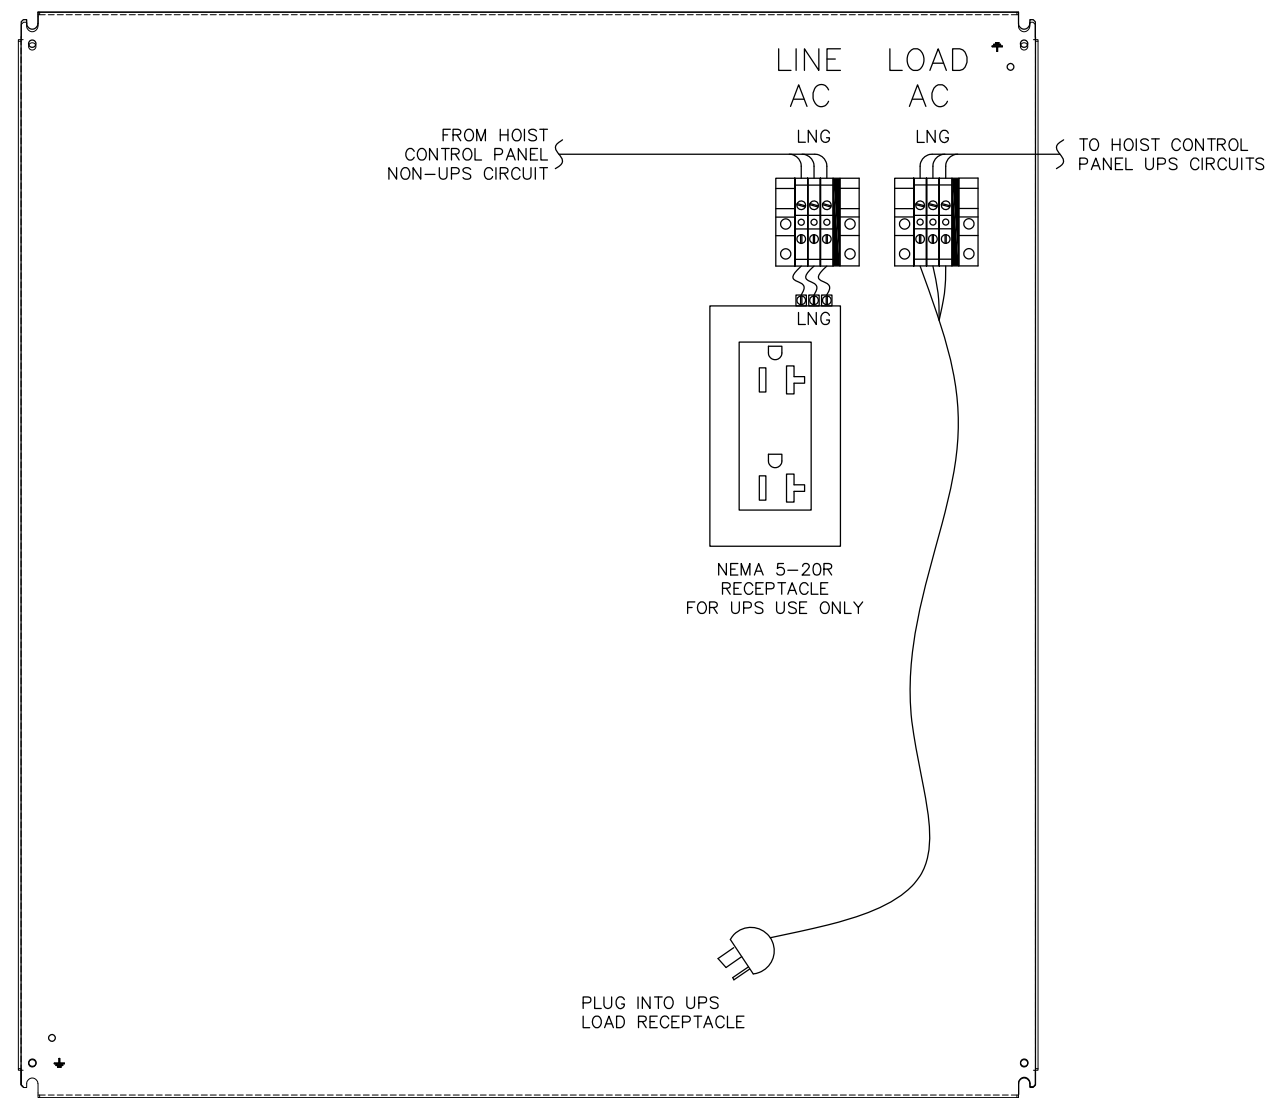 LINE
AC
LOAD
AC
LNG
LNG
FROM HOIST
CONTROL PANEL
NON-UPS CIRCUIT
TO HOIST CONTROL
PANEL UPS CIRCUITS
LNG
NEMA 5-20R
RECEPTACLE
FOR UPS USE ONLY
PLUG INTO UPS
LOAD RECEPTACLE